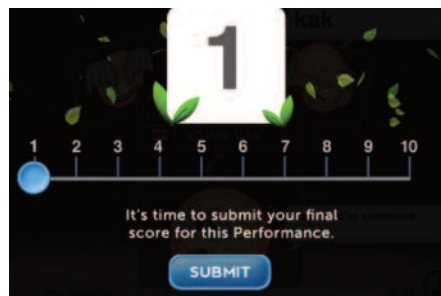 kak
1
1 2 3 4 5 6 7 8 9 10
It's time to submit your final
score for this Performance.
SUBMIT